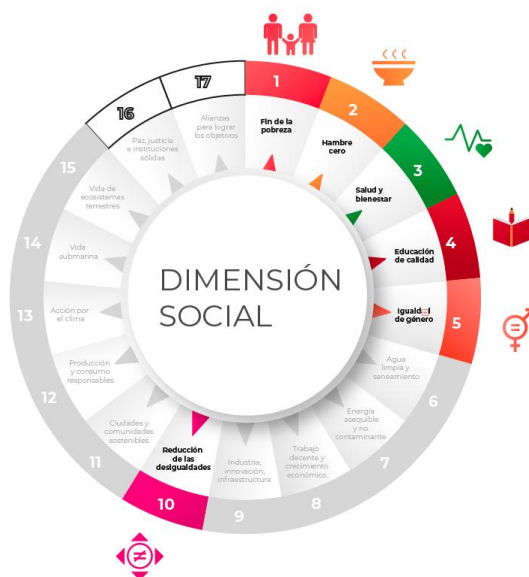 17
1
16
2
Alianzas
para lograr
los objetivos
Fin de la
pobreza
Paz, justicia
e instituciones
sólidas
Hambre
cero
15
3
Vida de
ecosistemas
terrestres
Salud y
bienestar
14
4
Vida
submarina
Educación
de calidad
DIMENSIÓN
SOCIAL
13
5
Acción por
el clima
de género
12
6
Producción
y consumo
responsables
Agua
limpia y
saneamiento
11
7
Ciudades y
comunidades
sostenibles
Energía
asequible
y no
contaminante
10
8
Reducción
de las
desigualdades
Trabajo
decente y
crecimiento
económico
9
Industria,
innovación,
infraestructura